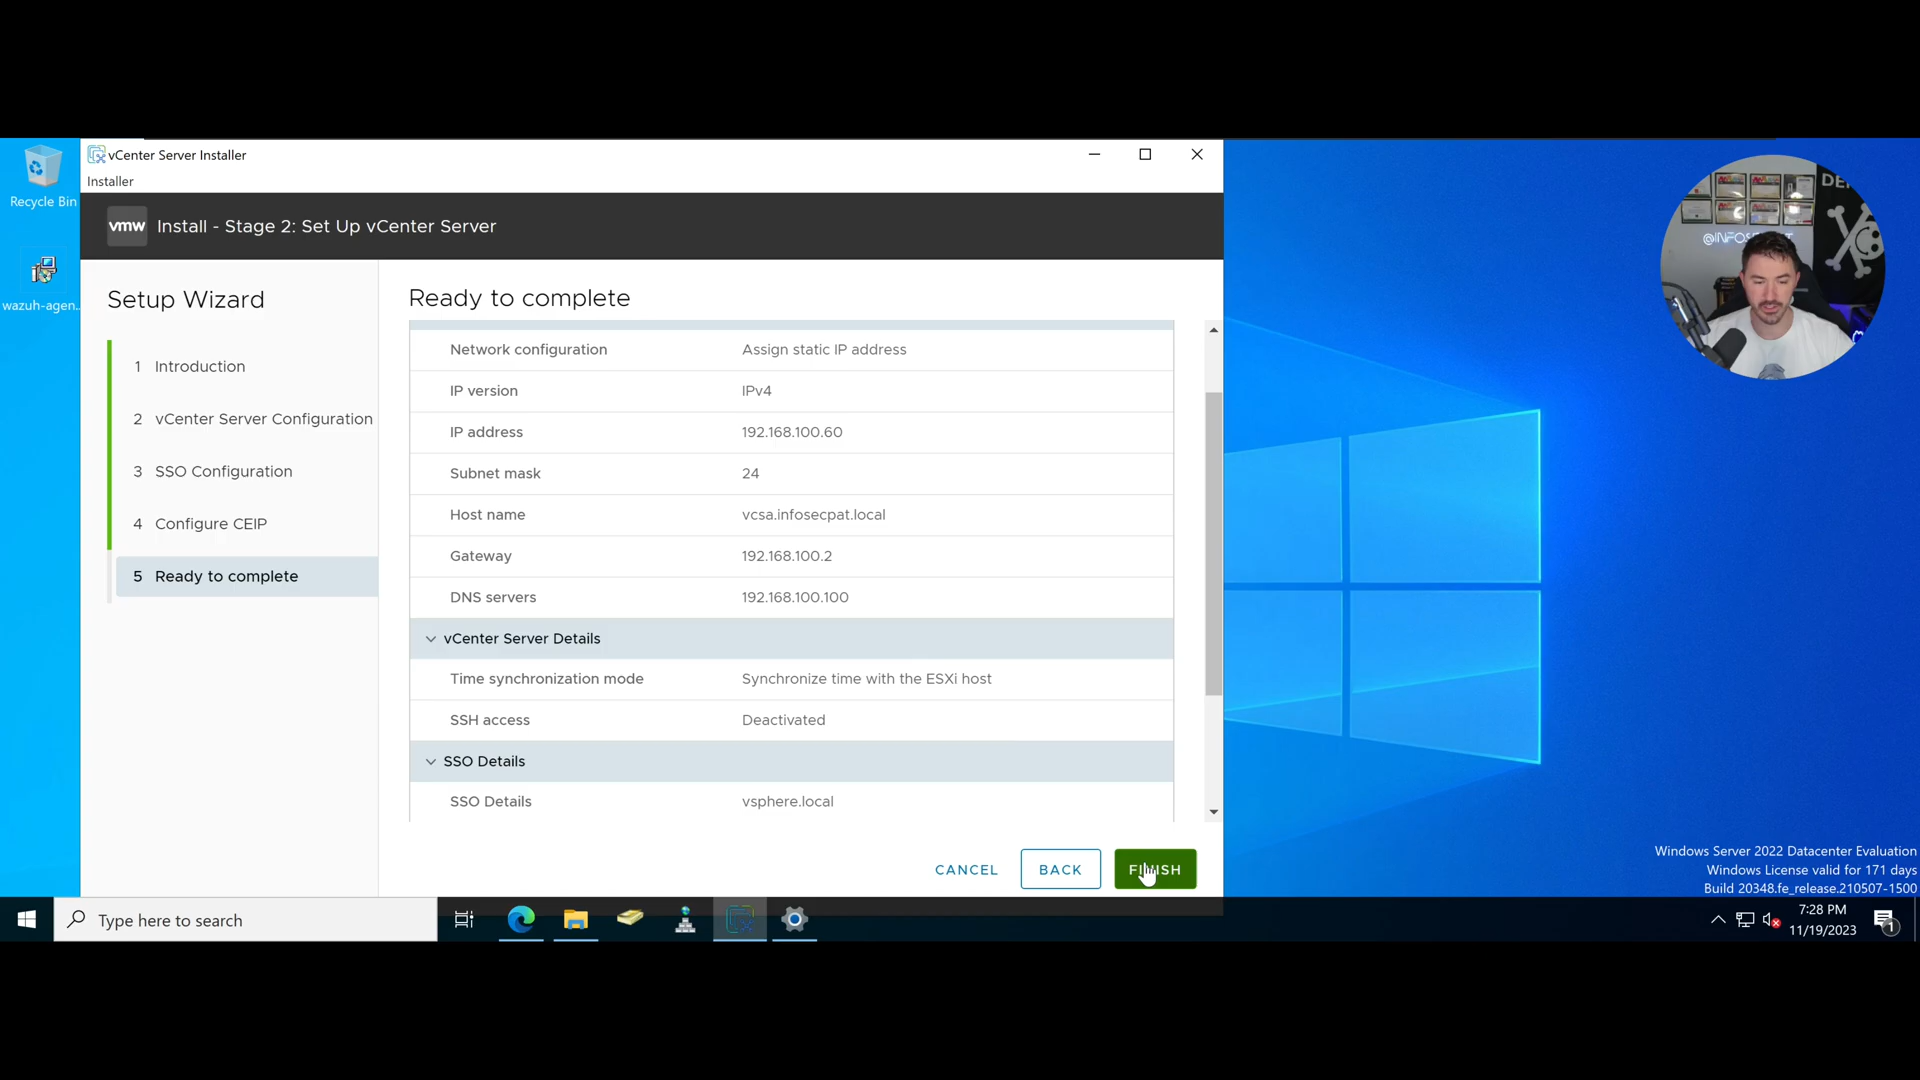 Recycle Bin
wazuh-agen...
vCenter Server Installer
Installer
vmw
Install - Stage 2: Set Up vCenter Server
Setup Wizard
1 Introduction
2 vCenter Server Configuration
3 SSO Configuration
4 Configure CEIP
5 Ready to complete
Ready to complete
Network configuration Assign static IP address
IP version IPv4
IP address 192.168.100.60
Subnet mask 24
Host name vcsa.infosecpat.local
Gateway 192.168.100.2
DNS servers 192.168.100.100
vCenter Server Details
Time synchronization mode Synchronize time with the ESXi host
SSH access Deactivated
SSO Details
SSO Details vsphere.local
CANCEL
BACK
FINISH
Windows Server 2022 Datacenter Evaluation
Windows License valid for 171 days
Build 20348.fe_release.210507-1500
Type here to search
7:28 PM
11/19/2023
1